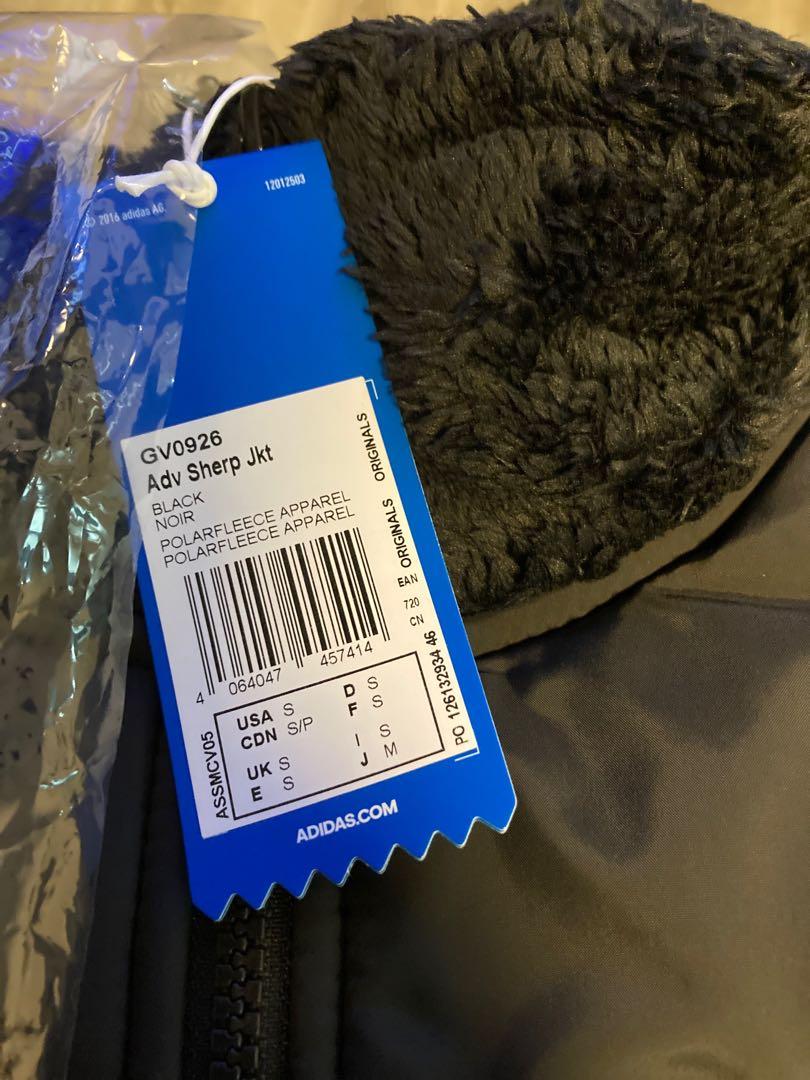 12012503
© 2016 adidas AG.
GV0926
Adv Sherp Jkt
BLACK
NOIR
POLARFLEECE APPAREL
POLARFLEECE APPAREL
ORIGINALS
ORIGINALS
EAN
720
CN
4 064047 457414
PO 126132934 46
ASSMCV05
USA S D S
CDN S/P F S
UK S I S
E S J M
ADIDAS.COM